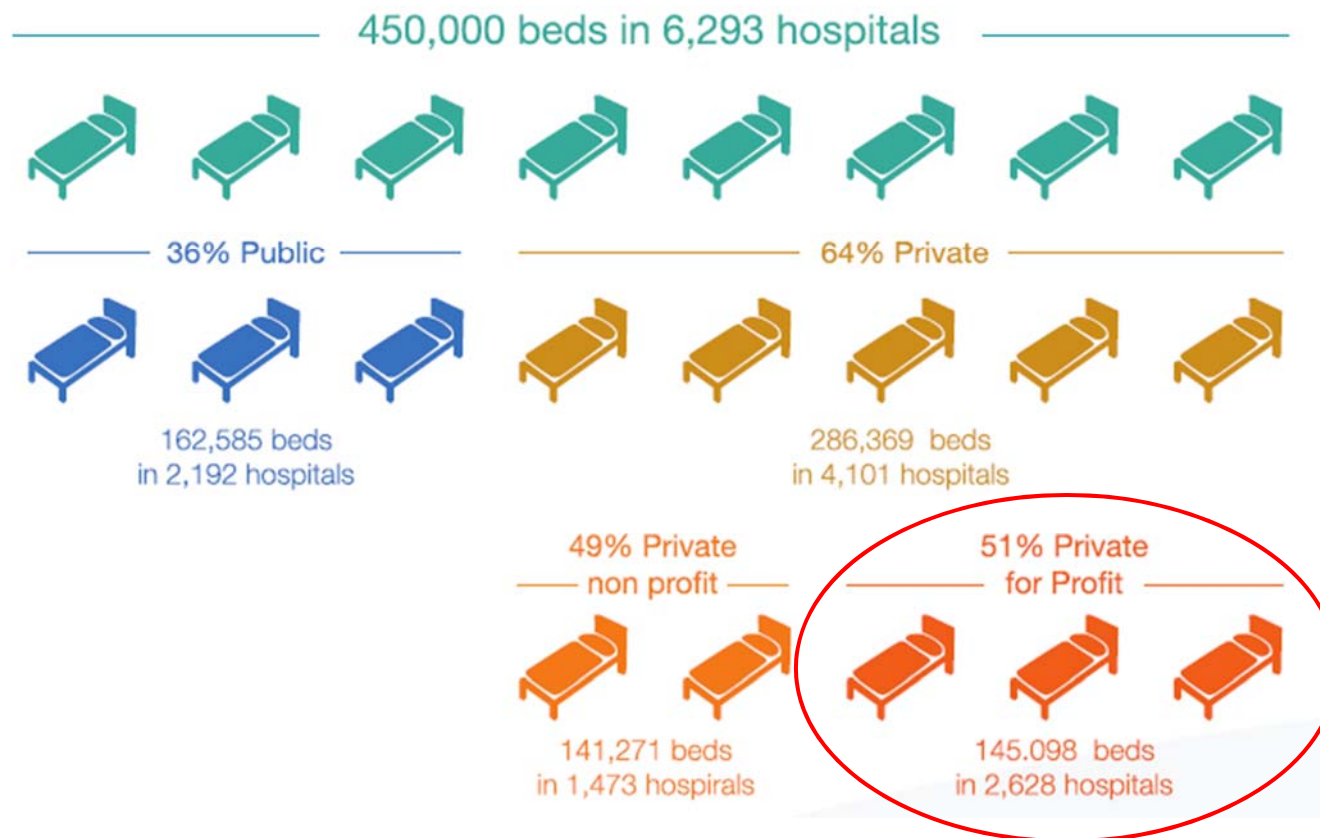 450,000 beds in 6,293 hospitals
36% Public
64% Private
162,585 beds
in 2,192 hospitals
286,369 beds
in 4,101 hospitals
49% Private
non profit
51% Private
for Profit
141,271 beds
in 1,473 hospirals
145.098 beds
in 2,628 hospitals